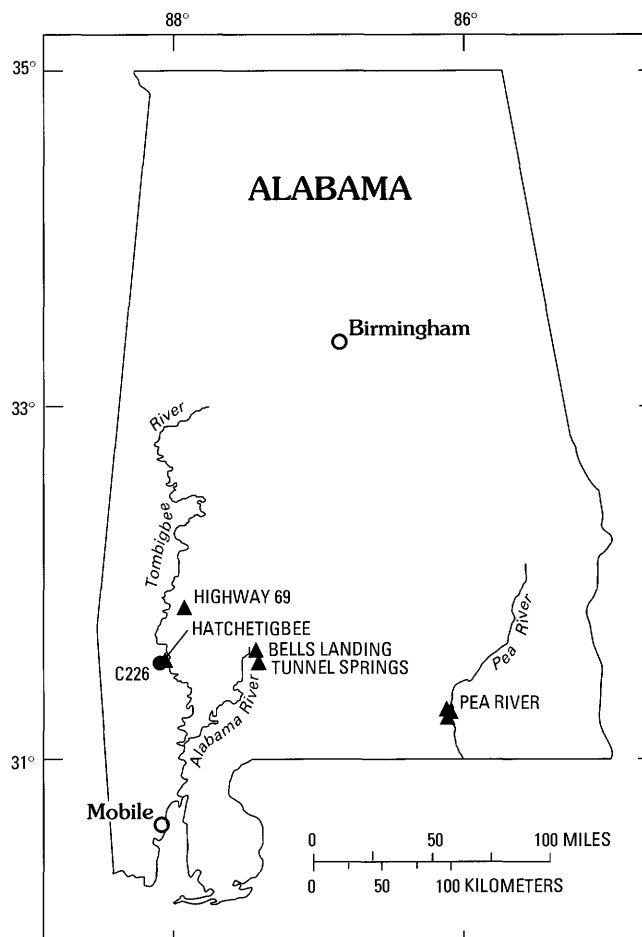 88°
86°
35°
ALABAMA
Birmingham
33°
River
Tombigbee
HIGHWAY 69
HATCHETIGBEE
BELLS LANDING
TUNNEL SPRINGS
C226
Alabama River
Pea River
PEA RIVER
31°
Mobile
0 50 100 MILES
0 50 100 KILOMETERS